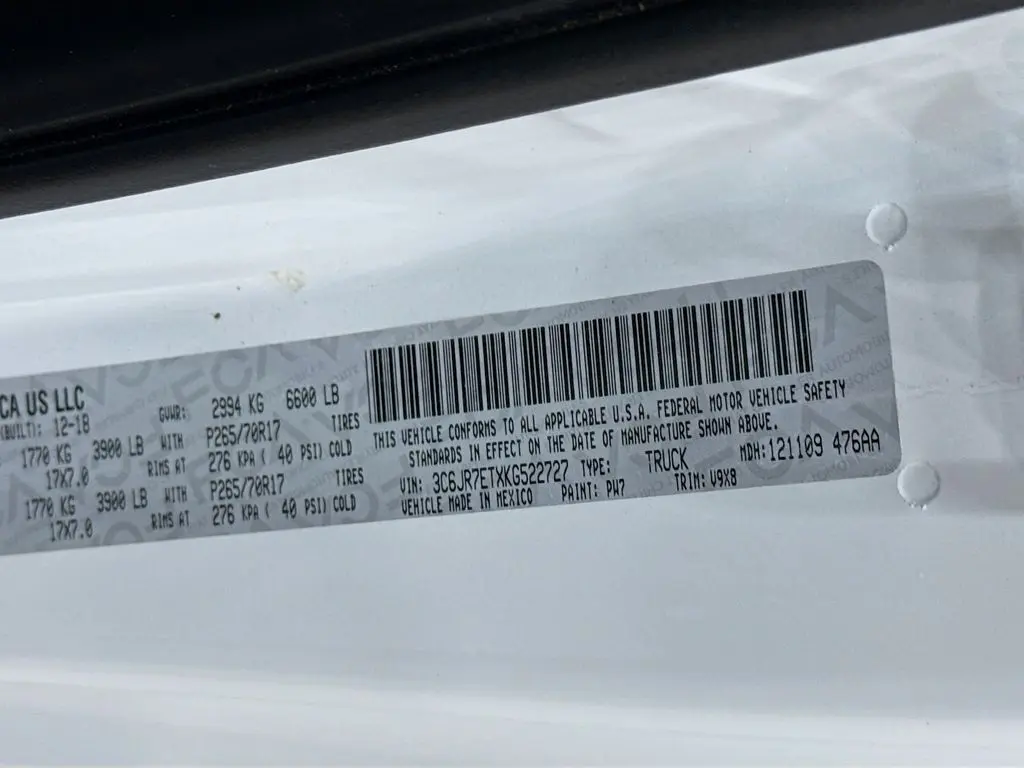 CA US LLC
(BUILT): 12-18 GVWR: 2994 KG 6600 LB
1770 KG 3900 LB WITH P265/70R17 TIRES
17X7.0 RIMS AT 276 KPA ( 40 PSI) COLD
1770 KG 3900 LB WITH P265/70R17 TIRES
17X7.0 RIMS AT 276 KPA ( 40 PSI) COLD
THIS VEHICLE CONFORMS TO ALL APPLICABLE U.S.A. FEDERAL MOTOR VEHICLE SAFETY
STANDARDS IN EFFECT ON THE DATE OF MANUFACTURE SHOWN ABOVE.
VIN: 3C6JR7ETXKG522727 TYPE: TRUCK MDH:121109 476AA
VEHICLE MADE IN MEXICO PAINT: PW7 TRIM: V9X8